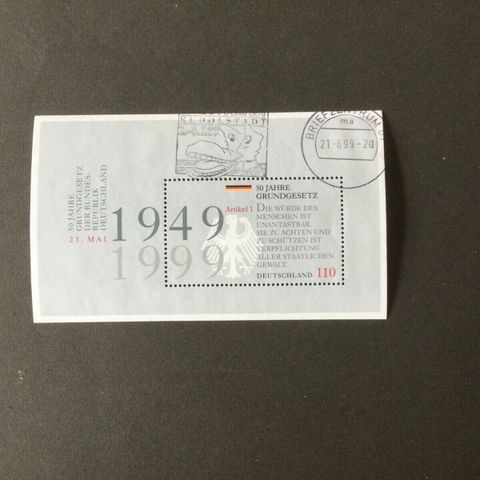 50 JAHRE
GRUNDGESETZ
DER BUNDES-
REPUBLIK
DEUTSCHLAND
23. MAI
1949
1999
50 JAHRE
GRUNDGESETZ
Artikel 1
DIE WÜRDE DES
MENSCHEN IST
UNANTASTBAR.
SIE ZU ACHTEN UND
ZU SCHÜTZEN IST
VERPFLICHTUNG
ALLER STAATLICHEN
GEWALT.
DEUTSCHLAND 110
RUDOLSTADT
BRIEFZENTRUM
ma
21-6.99-20